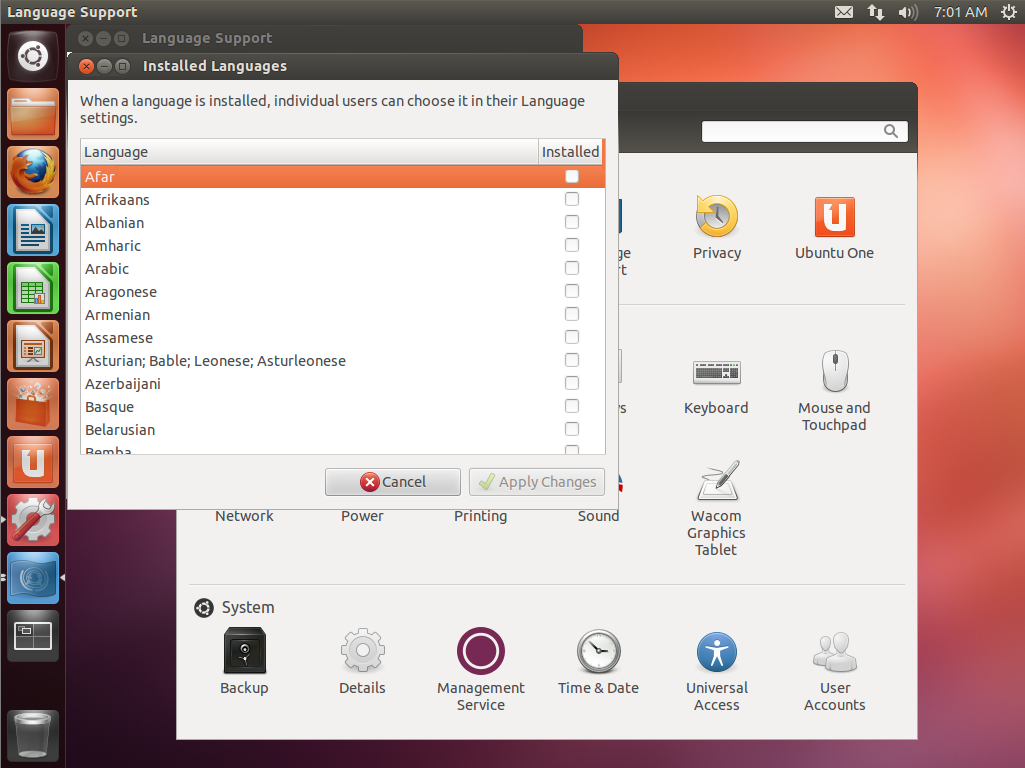 Language Support
7:01 AM
Language Support
Installed Languages
When a language is installed, individual users can choose it in their Language
settings.
Language Installed
Afar
Afrikaans
Albanian
Amharic
Arabic
Aragonese
Armenian
Assamese
Asturian; Bable; Leonese; Asturleonese
Azerbaijani
Basque
Belarusian
Bemba
Cancel
Apply Changes
Privacy
Ubuntu One
Keyboard
Mouse and
Touchpad
Network
Power
Printing
Sound
Wacom
Graphics
Tablet
System
Backup
Details
Management
Service
Time & Date
Universal
Access
User
Accounts